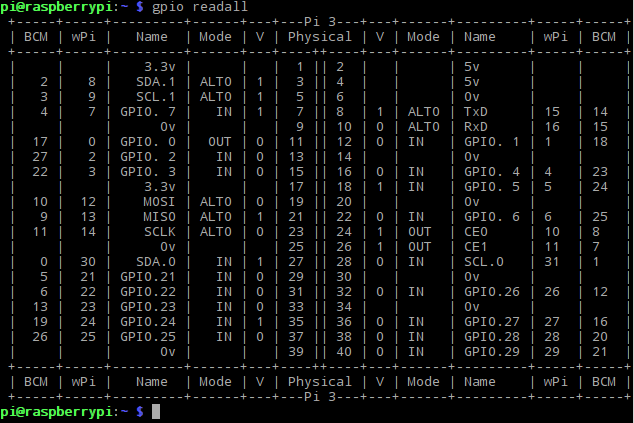 pi@raspberrypi:~ $ gpio readall
+-----+-----+---------+------+---+---Pi 3---+---+------+---------+-----+-----+
| BCM | wPi |   Name  | Mode | V | Physical | V | Mode | Name    | wPi | BCM |
+-----+-----+---------+------+---+----++----+---+------+---------+-----+-----+
|     |     |    3.3v |      |   |  1 || 2  |   |      | 5v      |     |     |
|   2 |   8 |   SDA.1 | ALT0 | 1 |  3 || 4  |   |      | 5v      |     |     |
|   3 |   9 |   SCL.1 | ALT0 | 1 |  5 || 6  |   |      | 0v      |     |     |
|   4 |   7 | GPIO. 7 |   IN | 1 |  7 || 8  | 1 | ALT0 | TxD     | 15  | 14  |
|     |     |      0v |      |   |  9 || 10 | 0 | ALT0 | RxD     | 16  | 15  |
|  17 |   0 | GPIO. 0 |  OUT | 0 | 11 || 12 | 0 | IN   | GPIO. 1 | 1   | 18  |
|  27 |   2 | GPIO. 2 |   IN | 0 | 13 || 14 |   |      | 0v      |     |     |
|  22 |   3 | GPIO. 3 |   IN | 0 | 15 || 16 | 0 | IN   | GPIO. 4 | 4   | 23  |
|     |     |    3.3v |      |   | 17 || 18 | 1 | IN   | GPIO. 5 | 5   | 24  |
|  10 |  12 |    MOSI | ALT0 | 0 | 19 || 20 |   |      | 0v      |     |     |
|   9 |  13 |    MISO | ALT0 | 1 | 21 || 22 | 0 | IN   | GPIO. 6 | 6   | 25  |
|  11 |  14 |    SCLK | ALT0 | 0 | 23 || 24 | 1 | OUT  | CE0     | 10  | 8   |
|     |     |      0v |      |   | 25 || 26 | 1 | OUT  | CE1     | 11  | 7   |
|   0 |  30 |   SDA.0 |   IN | 1 | 27 || 28 | 0 | IN   | SCL.0   | 31  | 1   |
|   5 |  21 | GPIO.21 |   IN | 0 | 29 || 30 |   |      | 0v      |     |     |
|   6 |  22 | GPIO.22 |   IN | 0 | 31 || 32 | 0 | IN   | GPIO.26 | 26  | 12  |
|  13 |  23 | GPIO.23 |   IN | 0 | 33 || 34 |   |      | 0v      |     |     |
|  19 |  24 | GPIO.24 |   IN | 1 | 35 || 36 | 0 | IN   | GPIO.27 | 27  | 16  |
|  26 |  25 | GPIO.25 |   IN | 0 | 37 || 38 | 0 | IN   | GPIO.28 | 28  | 20  |
|     |     |      0v |      |   | 39 || 40 | 0 | IN   | GPIO.29 | 29  | 21  |
+-----+-----+---------+------+---+----++----+---+------+---------+-----+-----+
| BCM | wPi |   Name  | Mode | V | Physical | V | Mode | Name    | wPi | BCM |
+-----+-----+---------+------+---+---Pi 3---+---+------+---------+-----+-----+
pi@raspberrypi:~ $